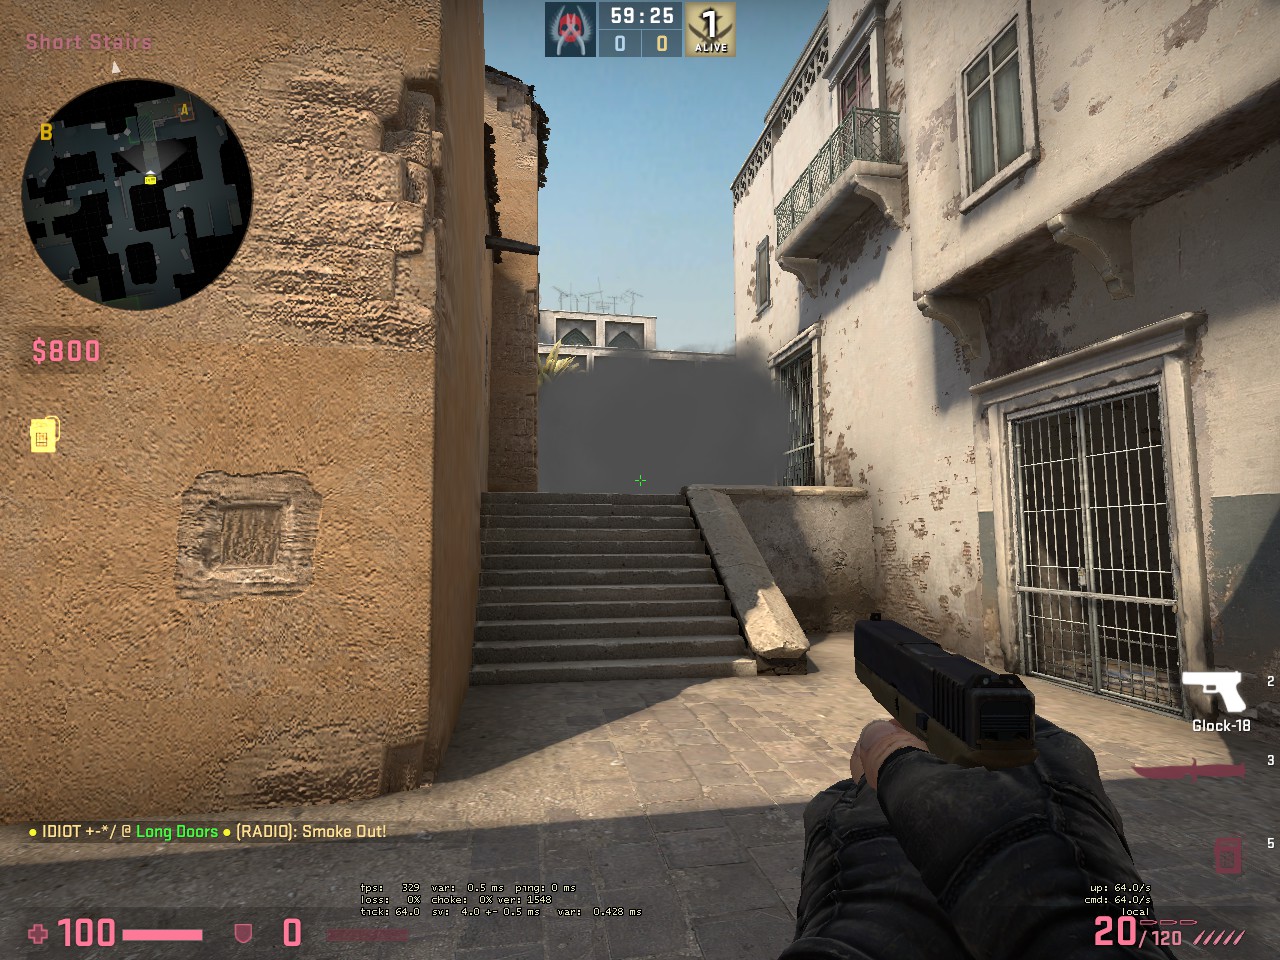 Short Stairs
59:25
0 0
1
ALIVE
A
B
$800
2
Glock-18
3
5
● IDIOT +-*/ @ Long Doors ● (RADIO): Smoke Out!
fps: 329 var: 0.5 ms ping: 0 ms
loss: 0% choke: 0% ver: 1548
tick: 64.0 sv: 4.0 +- 0.5 ms var: 0.428 ms
up: 64.0/s
cmd: 64.0/s
local
100 0
20/120